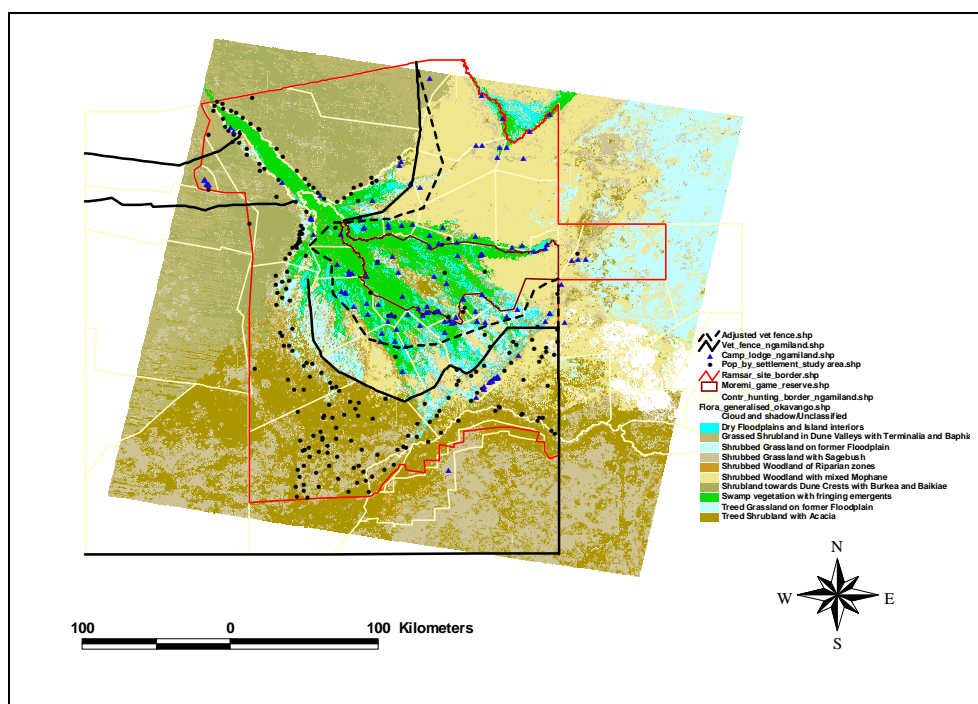 Adjusted vet fence.shp
Vet_fence_ngamiland.shp
Camp_lodge_ngamiland.shp
Pop_by_settlement_study area.shp
Ramsar_site_border.shp
Moremi_game_reserve.shp
Contr_hunting_border_ngamiland.shp
Flora_generalised_okavango.shp
Cloud and shadow/Unclassified
Dry Floodplains and Island interiors
Grassed Shrubland in Dune Valleys with Terminalia and Baphia
Shrubbed Grassland on former Floodplain
Shrubbed Grassland with Sagebush
Shrubbed Woodland of Riparian zones
Shrubbed Woodland with mixed Mophane
Shrubland towards Dune Crests with Burkea and Baikiae
Swamp vegetation with fringing emergents
Treed Grassland on former Floodplain
Treed Shrubland with Acacia
N
W E
S
100 0 100 Kilometers